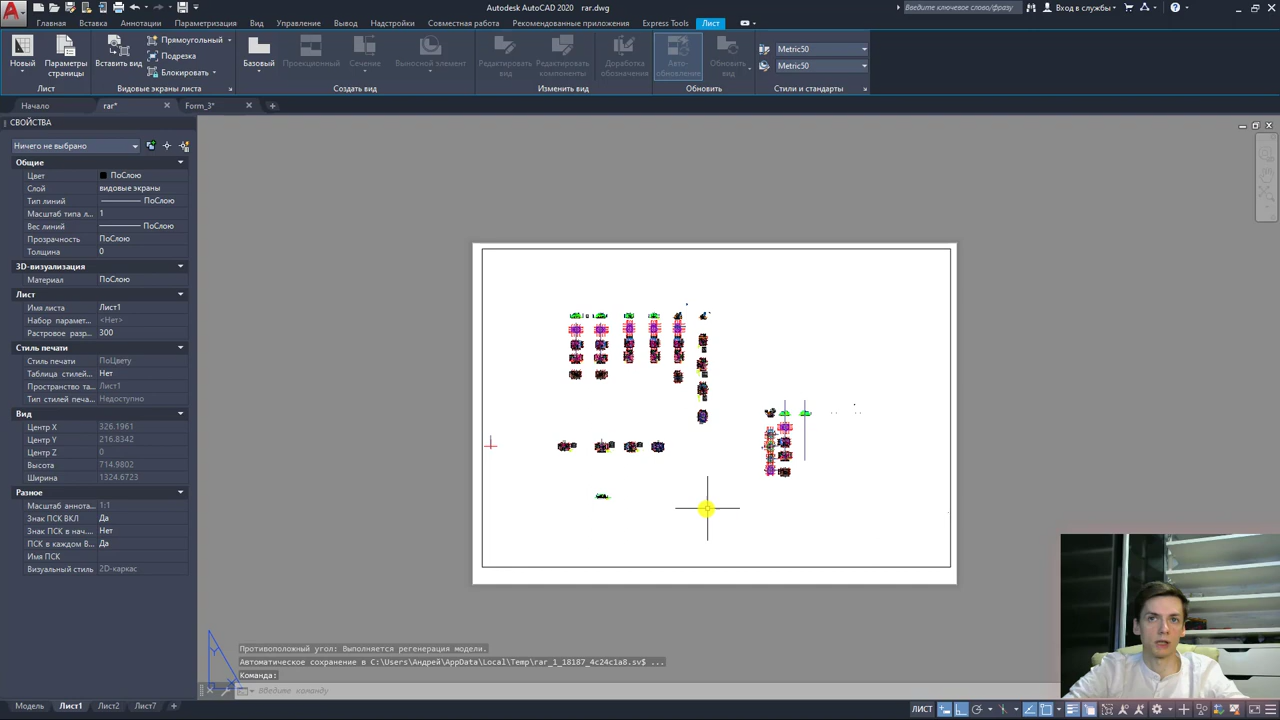 Autodesk AutoCAD 2020 rar.dwg
Введите ключевое слово/фразу
Вход в службы
Главная Вставка Аннотации Параметризация Вид Управление Вывод Надстройки Совместная работа Рекомендованные приложения Express Tools Лист
Новый
Параметры страницы
Вставить вид
Прямоугольный
Подрезка
Блокировать
Базовый
Проекционный
Сечение
Выносной элемент
Редактировать вид
Редактировать компоненты
Доработка обозначения
Авто-обновление
Обновить вид
Metric50
Metric50
Лист
Видовые экраны листа
Создать вид
Изменить вид
Обновить
Стили и стандарты
Начало
rar*
Form_3*
СВОЙСТВА
Ничего не выбрано
Общие
Цвет ПоСлою
Слой видовые экраны
Тип линий ПоСлою
Масштаб типа л... 1
Вес линий ПоСлою
Прозрачность ПоСлою
Толщина 0
3D-визуализация
Материал ПоСлою
Лист
Имя листа Лист1
Набор парамет... <Нет>
Растровое разр... 300
Стиль печати
Стиль печати ПоЦвету
Таблица стилей... Нет
Пространство та... Лист1
Тип стилей печа... Недоступно
Вид
Центр X 326.1961
Центр Y 216.8342
Центр Z 0
Высота 714.9802
Ширина 1324.6723
Разное
Масштаб аннота... 1:1
Знак ПСК ВКЛ Да
Знак ПСК в нач.... Нет
ПСК в каждом В... Да
Имя ПСК
Визуальный стиль 2D-каркас
Противоположный угол: Выполняется регенерация модели.
Автоматическое сохранение в C:\Users\Андрей\AppData\Local\Temp\rar_1_18187_4c24c1a8.sv$ ...
Команда:
Введите команду
Модель Лист1 Лист2 Лист7
ЛИСТ